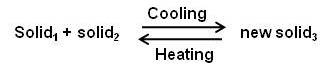 Cooling
Solid₁ + solid₂ new solid₃
Heating